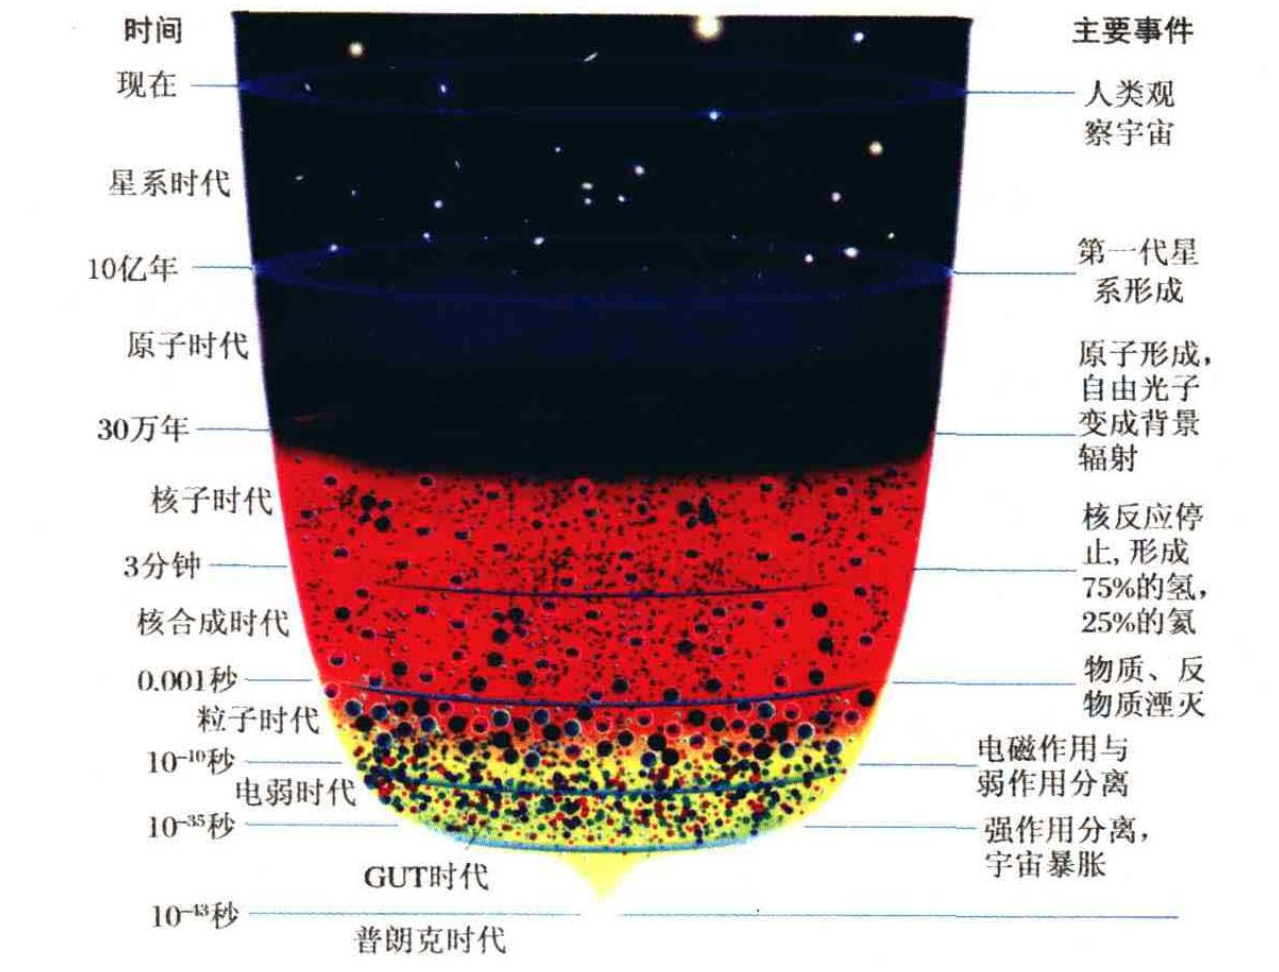 时间
主要事件
现在
人类观
察宇宙
星系时代
10亿年
第一代星
系形成
原子时代
原子形成，
自由光子
变成背景
辐射
30万年
核子时代
核反应停
止，形成
75%的氢，
25%的氦
3分钟
核合成时代
0.001秒
物质、反
物质湮灭
粒子时代
10⁻¹⁰秒
电磁作用与
弱作用分离
电弱时代
10⁻³⁵秒
强作用分离，
宇宙暴胀
GUT时代
10⁻⁴³秒
普朗克时代